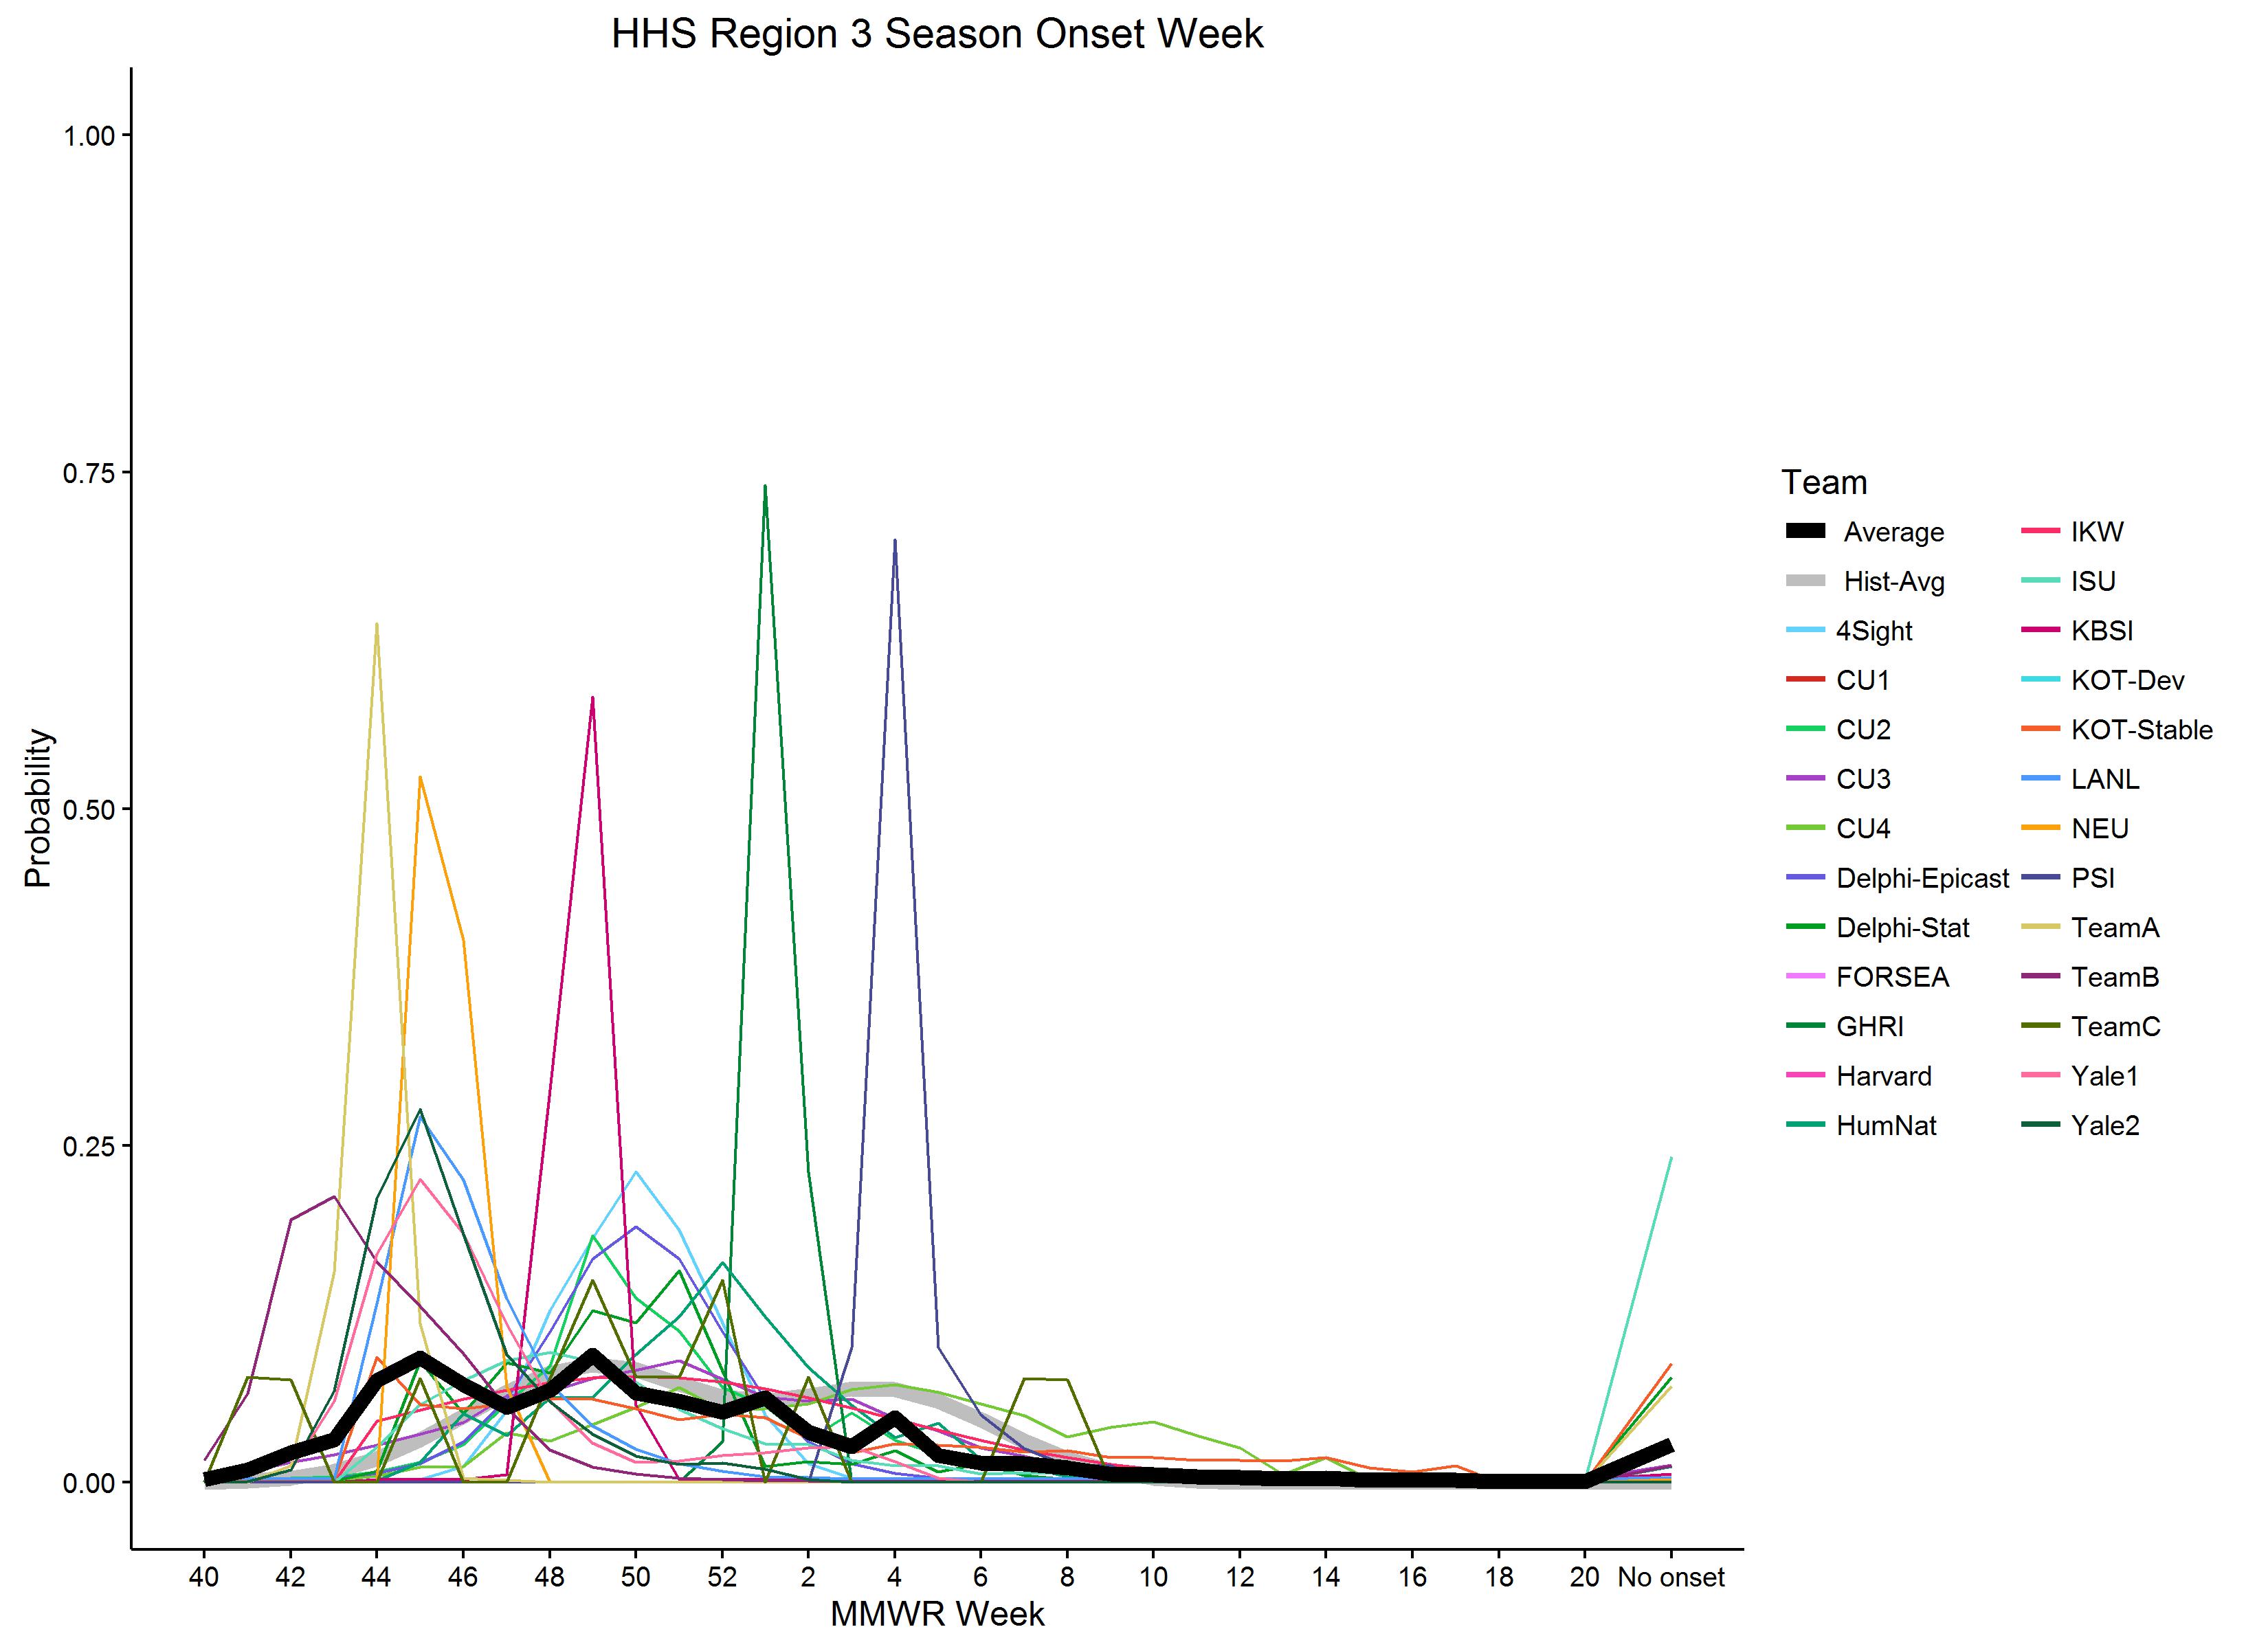 HHS Region 3 Season Onset Week
1.00
0.75
0.50
0.25
0.00
Probability
40 42 44 46 48 50 52 2 4 6 8 10 12 14 16 18 20 No onset
MMWR Week
Team
Average
Hist-Avg
4Sight
CU1
CU2
CU3
CU4
Delphi-Epicast
Delphi-Stat
FORSEA
GHRI
Harvard
HumNat
IKW
ISU
KBSI
KOT-Dev
KOT-Stable
LANL
NEU
PSI
TeamA
TeamB
TeamC
Yale1
Yale2